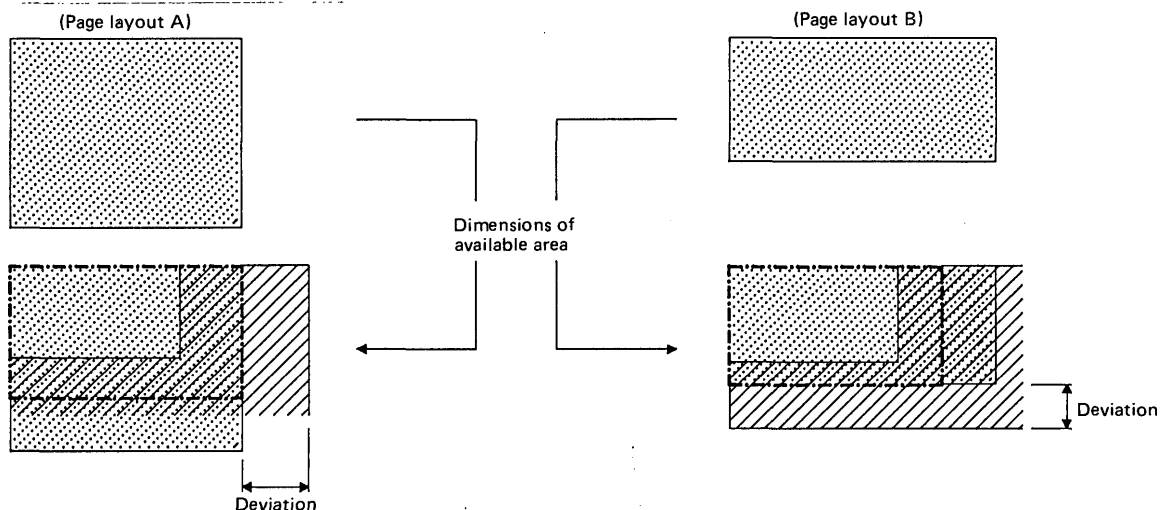 (Page layout A)
(Page layout B)
Dimensions of
available area
Deviation
Deviation